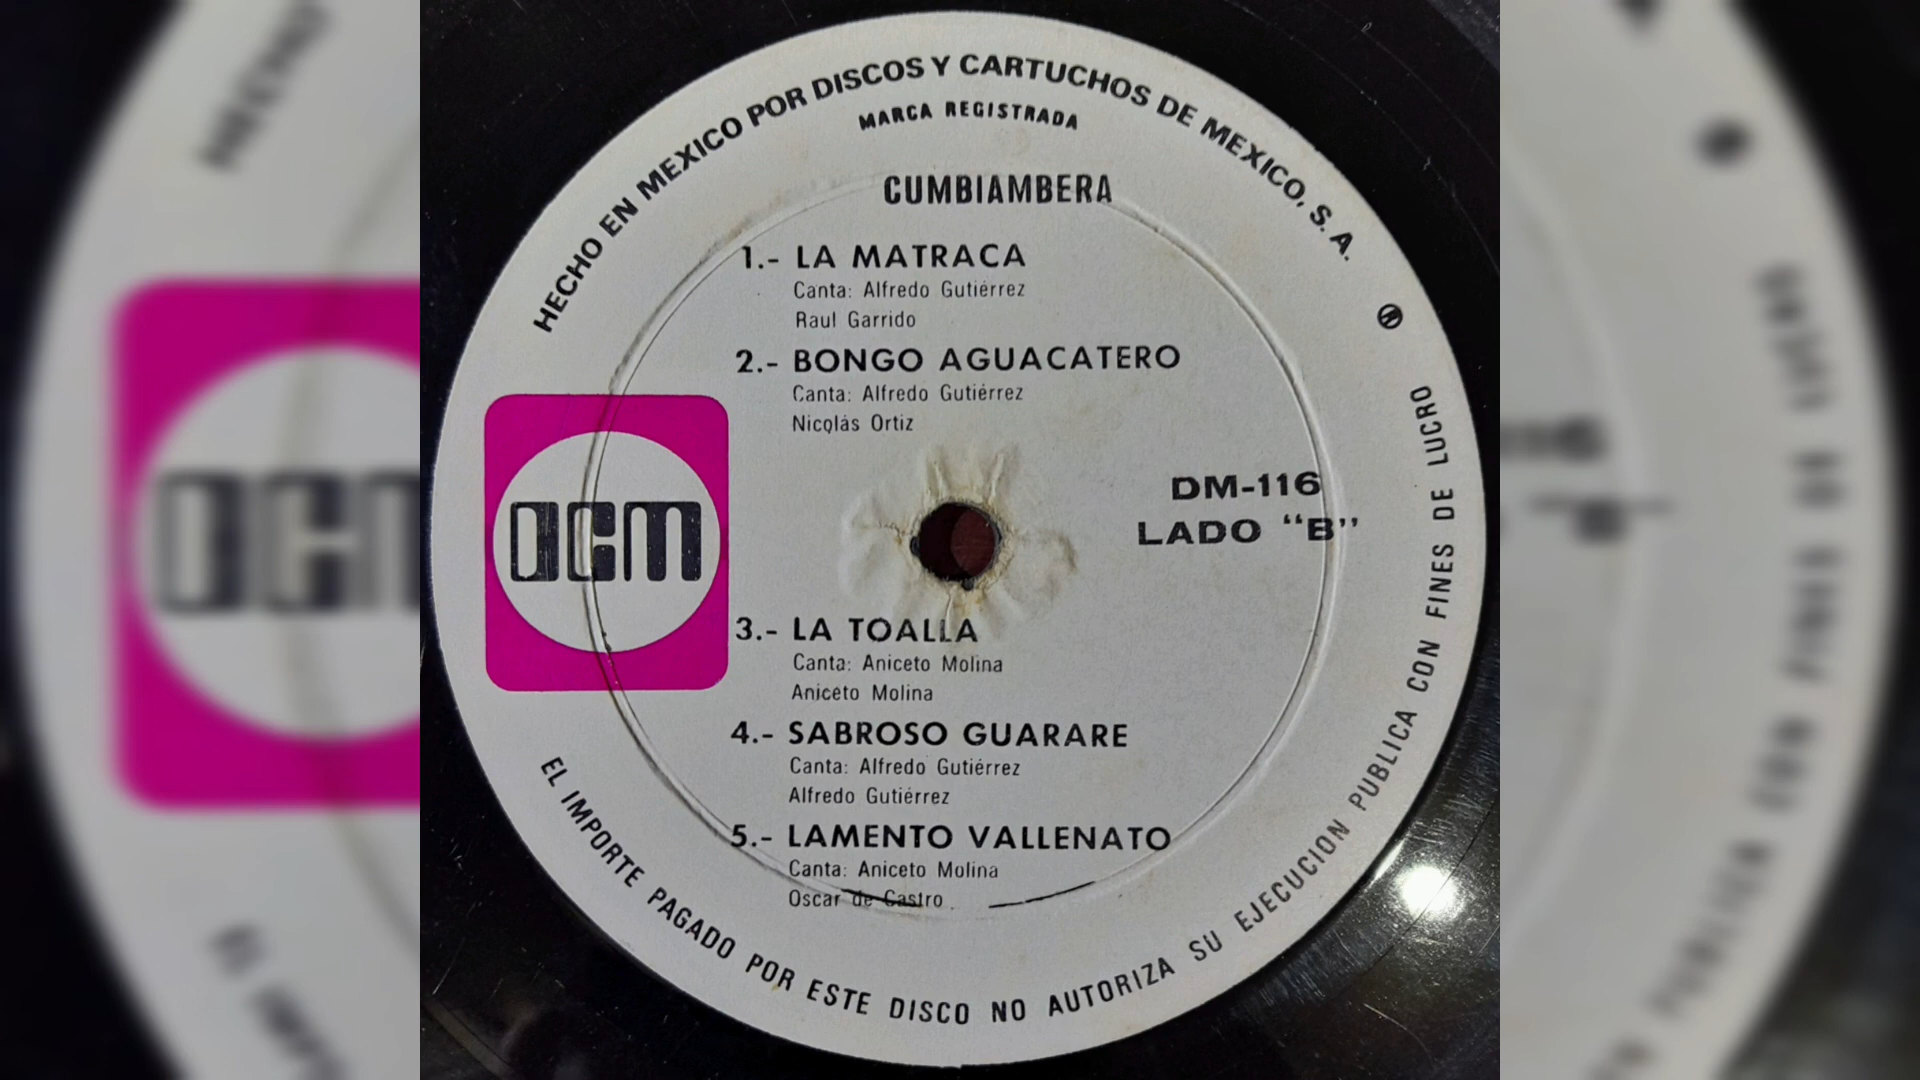 HECHO EN MEXICO POR DISCOS Y CARTUCHOS DE MEXICO, S. A.
MARCA REGISTRADA
CUMBIAMBERA
1.- LA MATRACA
Canta: Alfredo Gutiérrez
Raul Garrido
2.- BONGO AGUACATERO
Canta: Alfredo Gutiérrez
Nicolás Ortiz
DCM
DM-116
LADO "B"
3.- LA TOALLA
Canta: Aniceto Molina
Aniceto Molina
4.- SABROSO GUARARE
Canta: Alfredo Gutiérrez
Alfredo Gutiérrez
5.- LAMENTO VALLENATO
Canta: Aniceto Molina
Oscar de Castro
EL IMPORTE PAGADO POR ESTE DISCO NO AUTORIZA SU EJECUCION PUBLICA CON FINES DE LUCRO